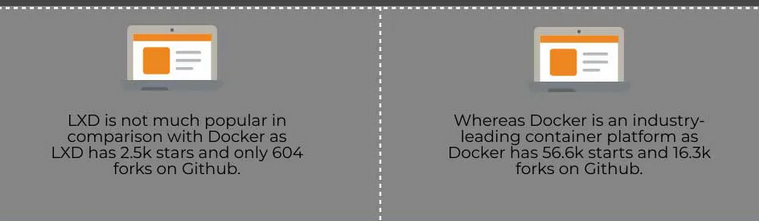 LXD is not much popular in
comparison with Docker as
LXD has 2.5k stars and only 604
forks on Github.
Whereas Docker is an industry-
leading container platform as
Docker has 56.6k starts and 16.3k
forks on Github.